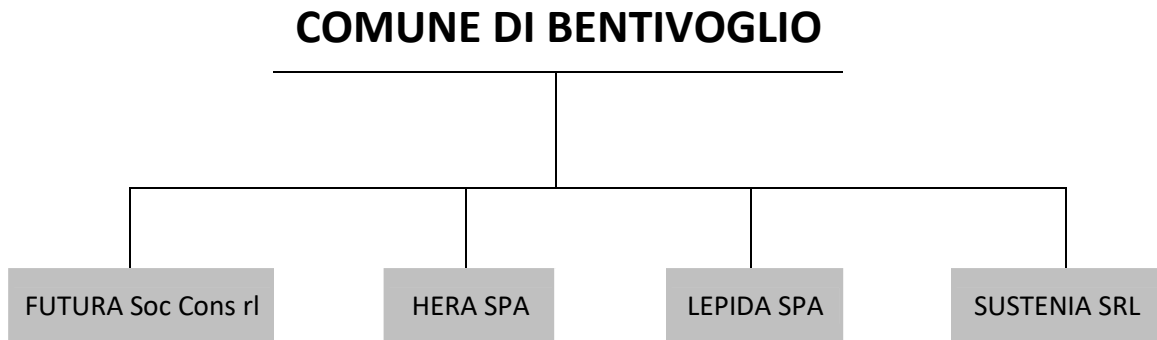 COMUNE DI BENTIVOGLIO
FUTURA Soc Cons rl
HERA SPA
LEPIDA SPA
SUSTENIA SRL